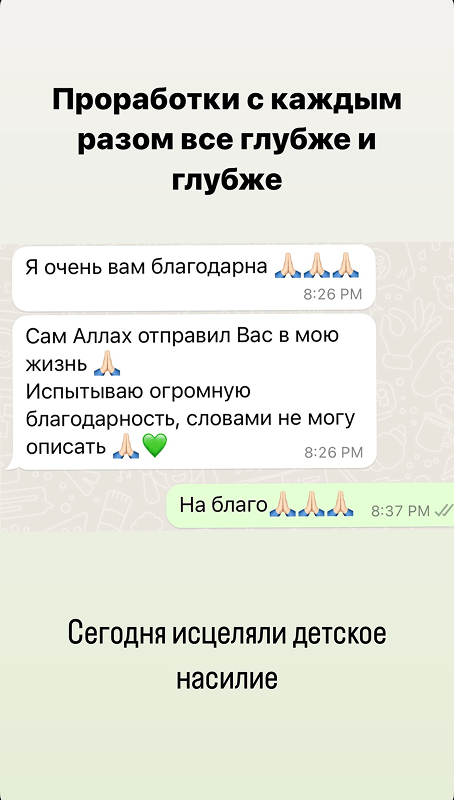 Проработки с каждым
разом все глубже и
глубже
Я очень вам благодарна 🙏🏻🙏🏻🙏🏻
8:26 PM
Сам Аллах отправил Вас в мою
жизнь 🙏🏻
Испытываю огромную
благодарность, словами не могу
описать 🙏🏻💚
8:26 PM
На благо🙏🏻🙏🏻🙏🏻
8:37 PM
Сегодня исцеляли детское
насилие